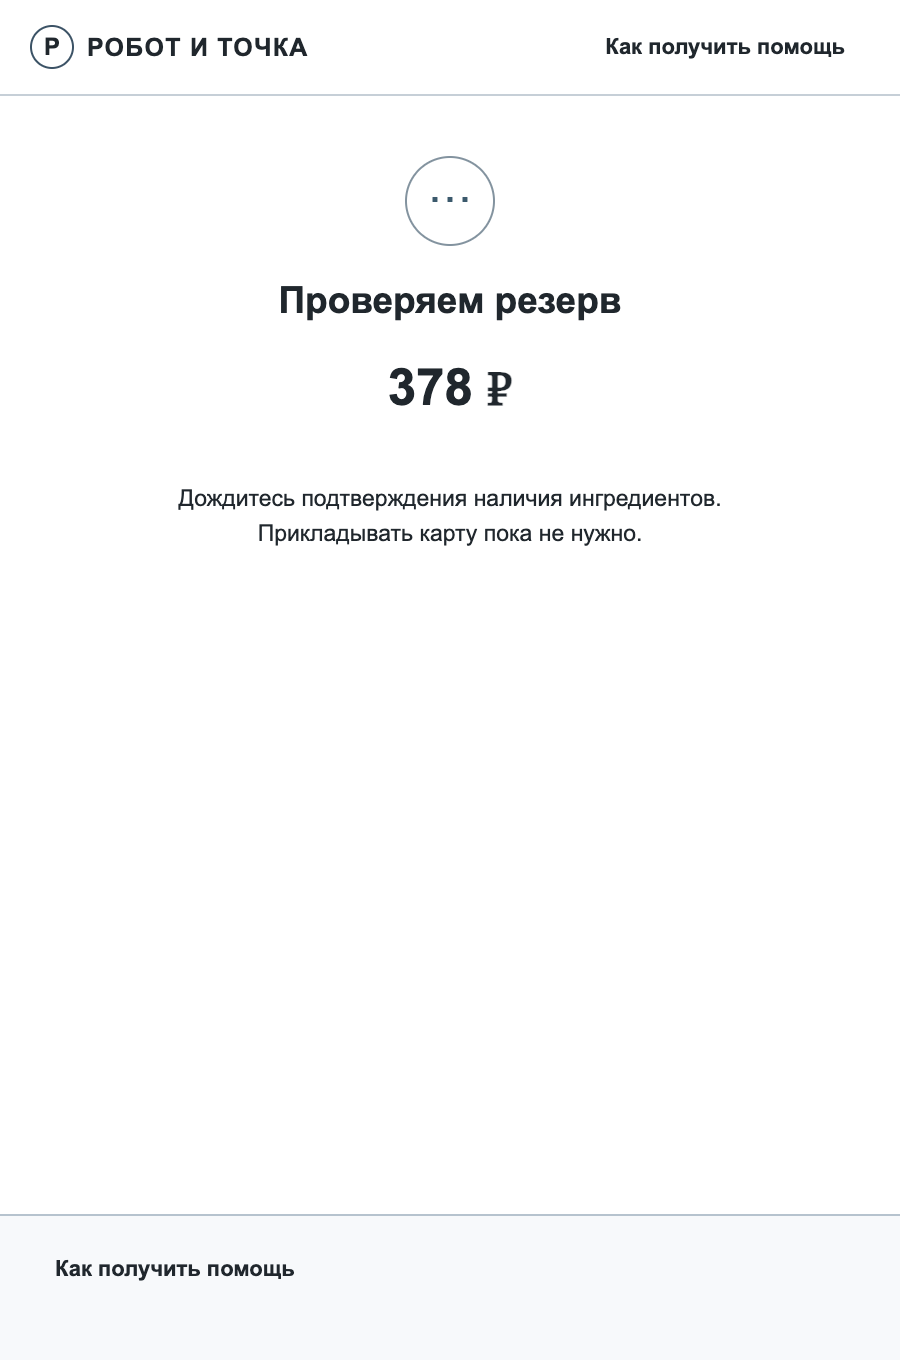 Р РОБОТ И ТОЧКА
Как получить помощь
...
Проверяем резерв
378 ₽
Дождитесь подтверждения наличия ингредиентов.
Прикладывать карту пока не нужно.
Как получить помощь